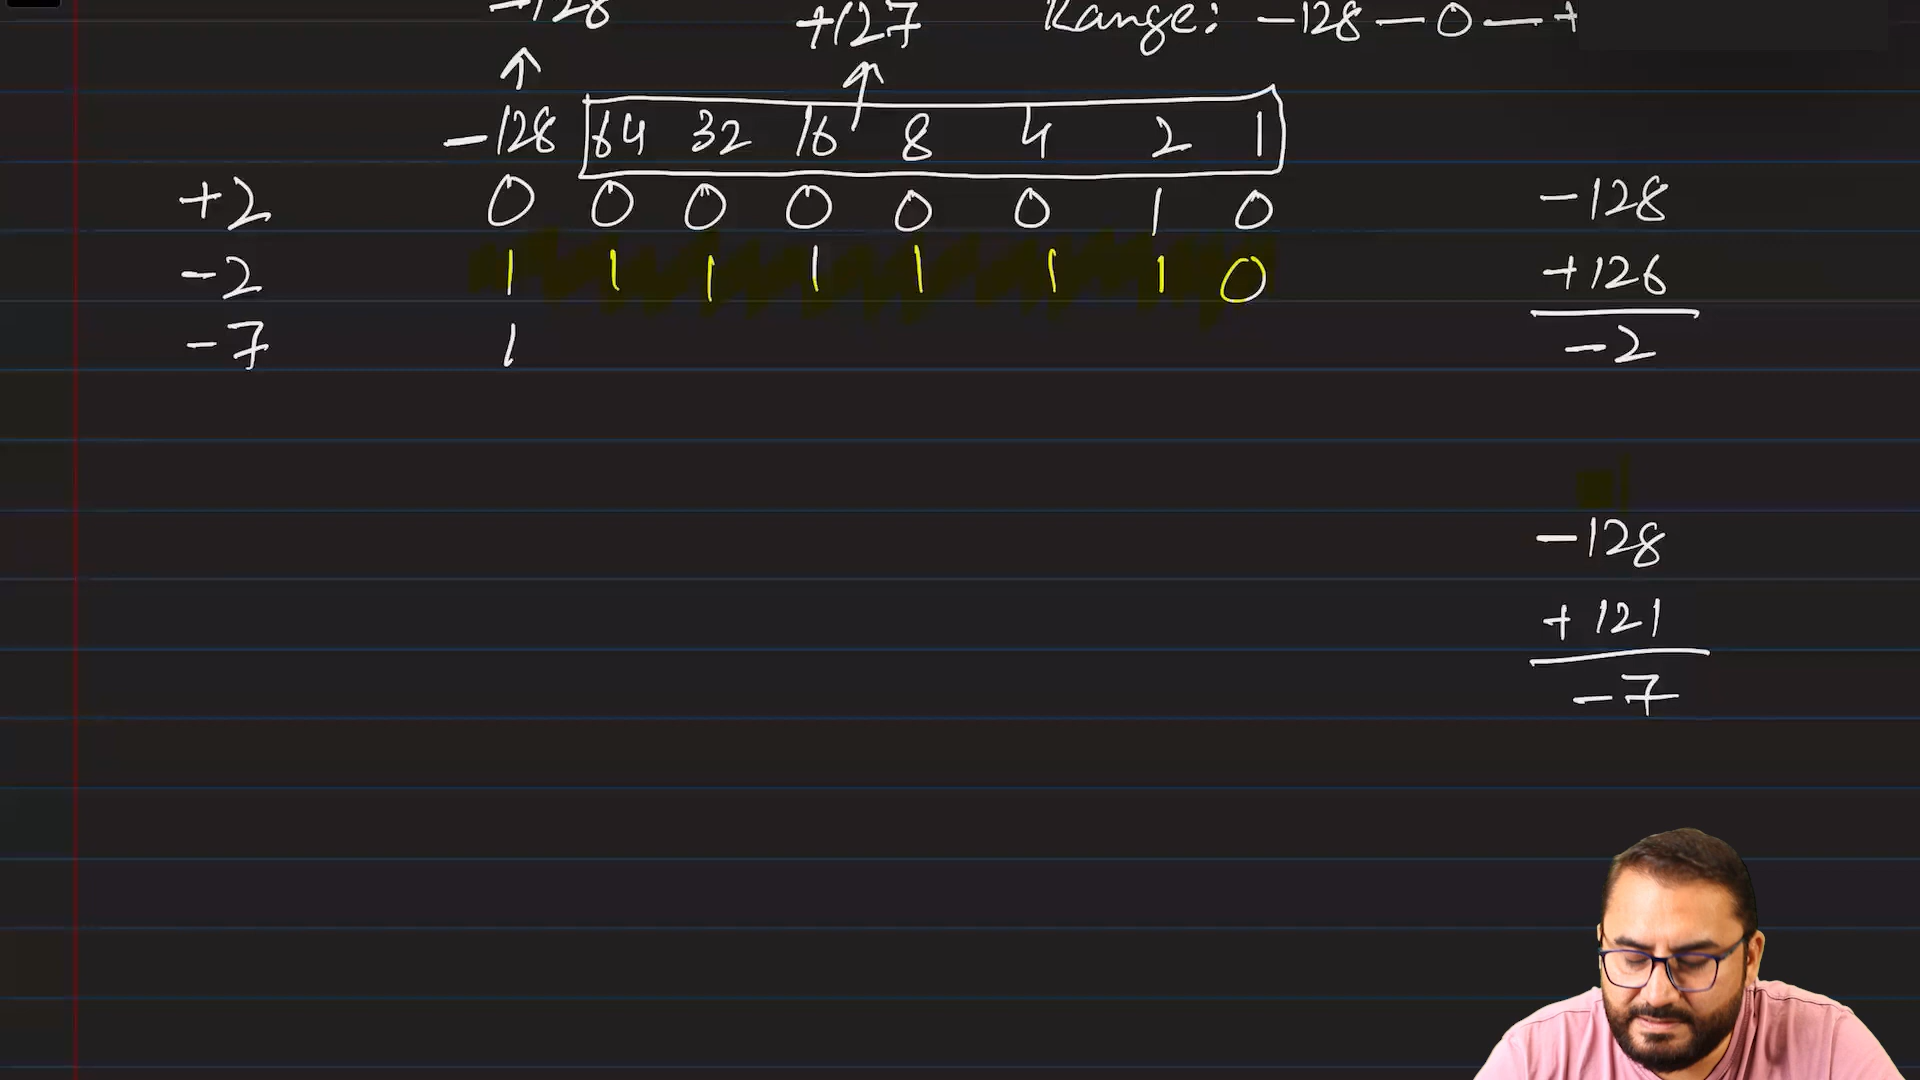 -128
+127 Range: -128 — 0 — +
-128 64 32 16 8 4 2 1
+2 0 0 0 0 0 0 1 0 -128
-2 1 1 1 1 1 1 1 0 +126
-7 1 -2
-128
+ 121
-7